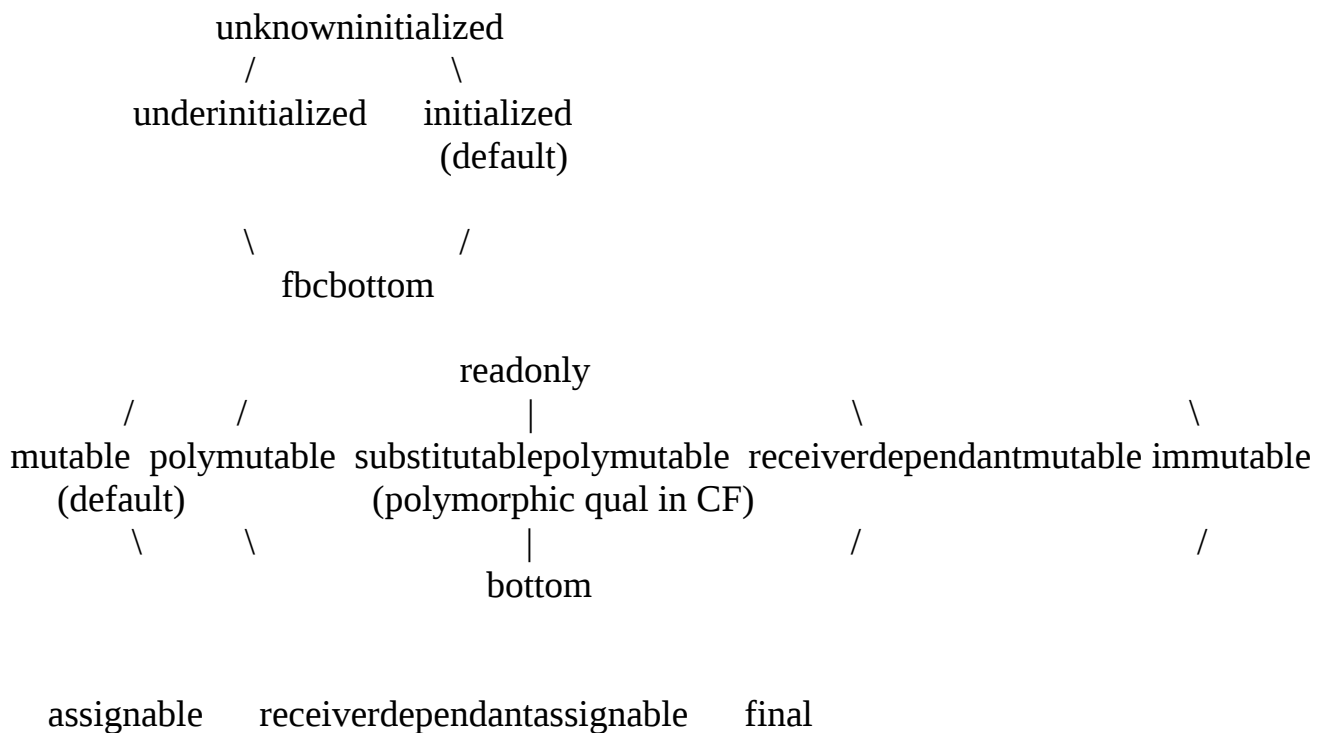 unknowninitialized
/ \
underinitialized initialized
(default)
\ /
fbcbottom
readonly
/ / | \ \
mutable polymutable substitutablepolymutable receiverdependantmutable immutable
(default) (polymorphic qual in CF)
\ \ | / /
bottom
assignable receiverdependantassignable final